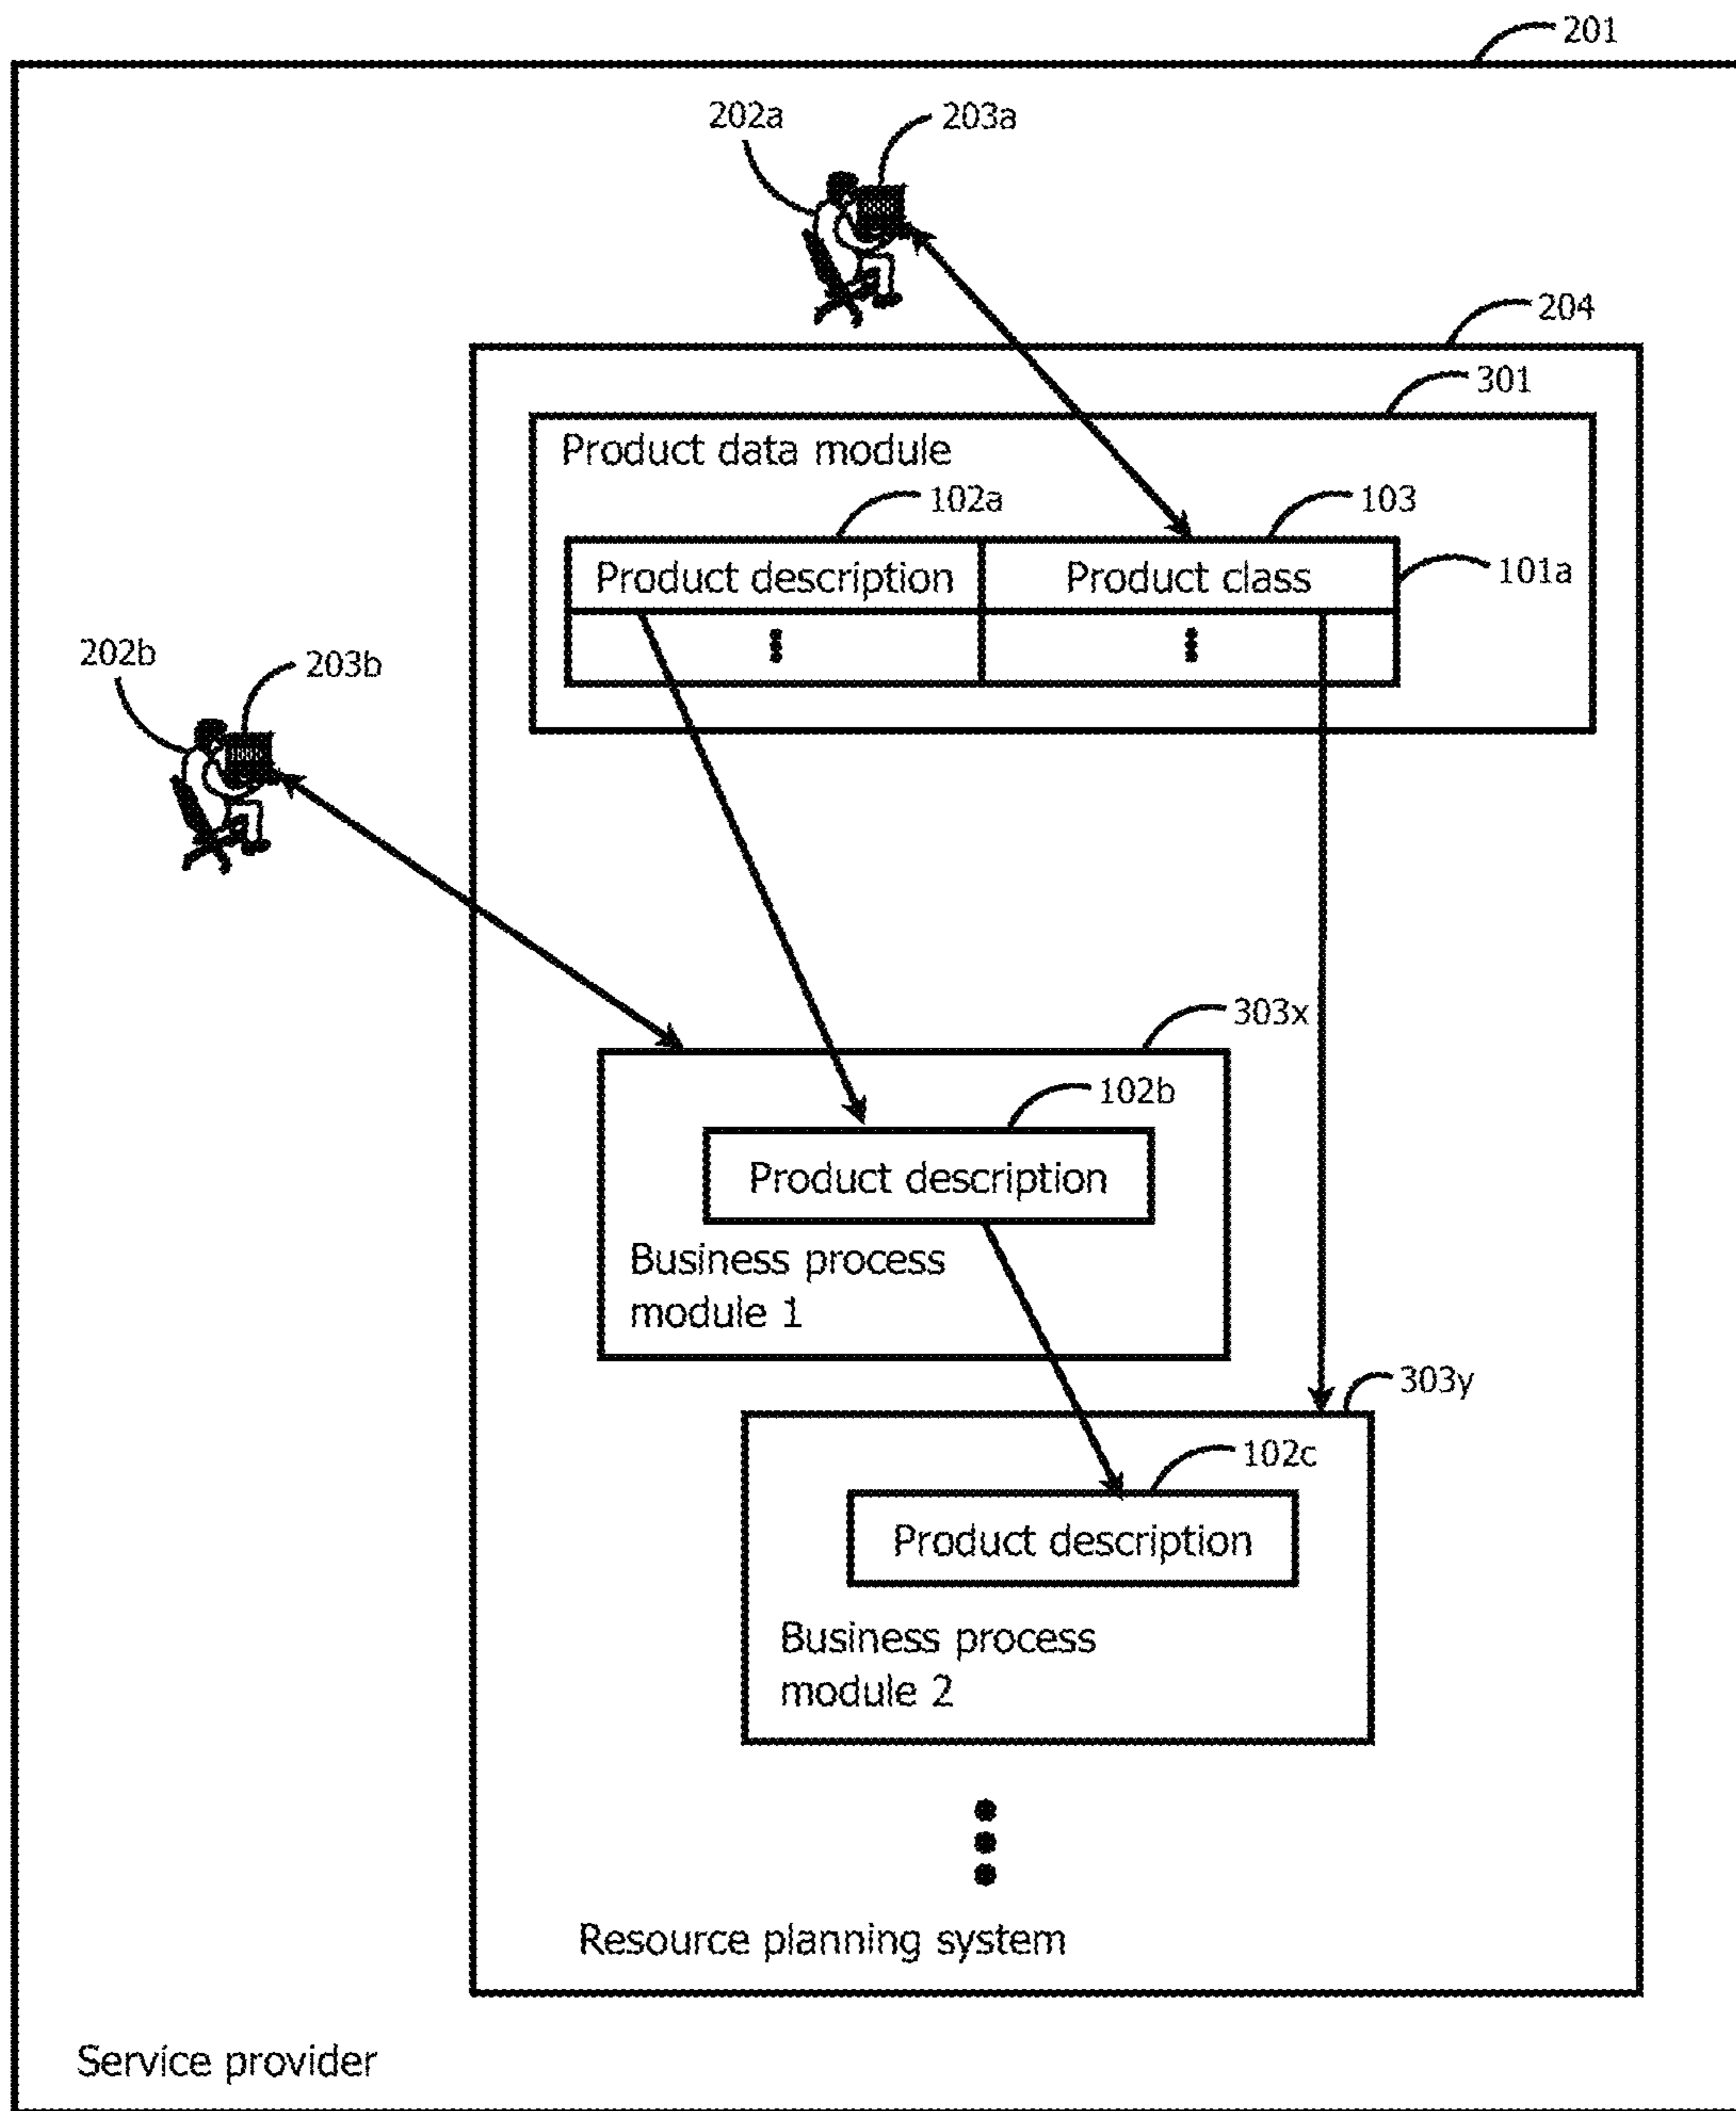 201
202a
203a
204
301
Product data module
102a
103
Product description
Product class
101a
202b
203b
303x
102b
Product description
Business process
module 1
303y
102c
Product description
Business process
module 2
Resource planning system
Service provider